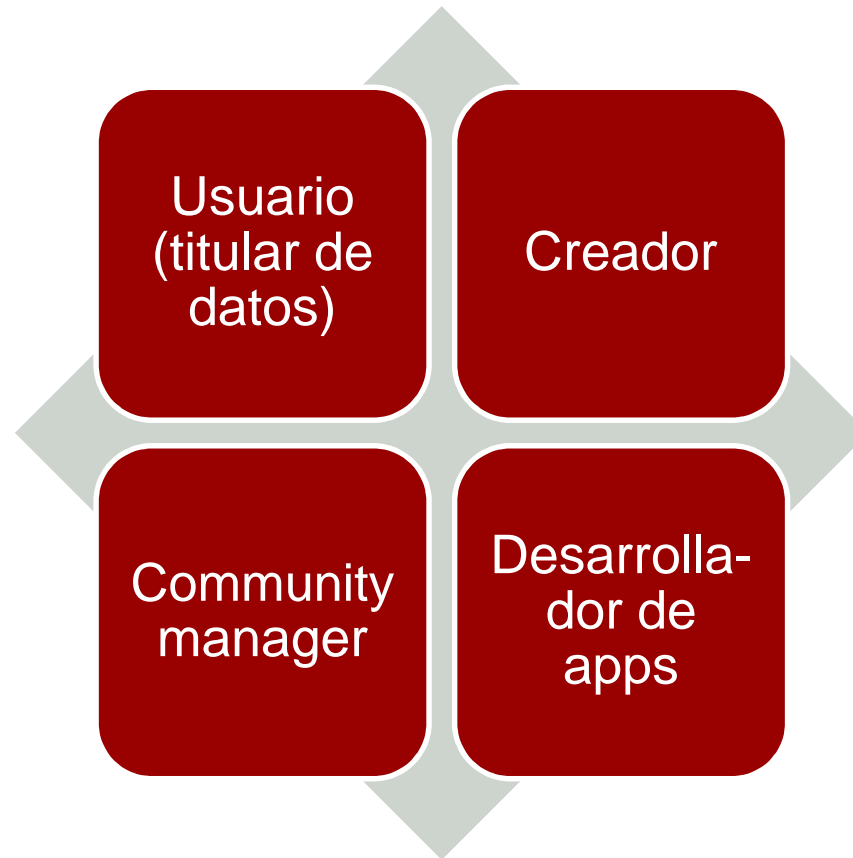 Usuario
(titular de
datos)
Creador
Community
manager
Desarrolla-
dor de
apps